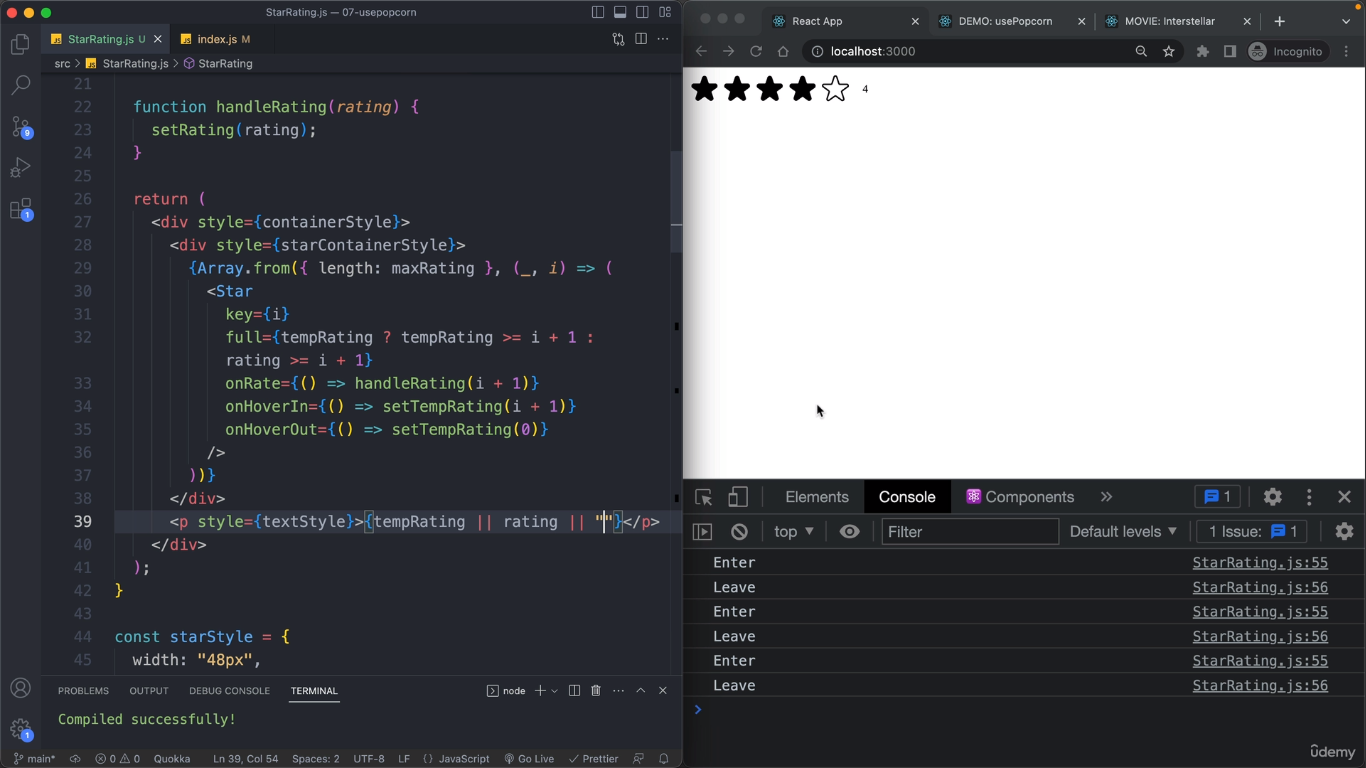 StarRating.js — 07-usepopcorn
StarRating.js U
index.js M
src > StarRating.js > StarRating
21
22 function handleRating(rating) {
23 setRating(rating);
24 }
25
26 return (
27 <div style={containerStyle}>
28 <div style={starContainerStyle}>
29 {Array.from({ length: maxRating }, (_, i) => (
30 <Star
31 key={i}
32 full={tempRating ? tempRating >= i + 1 :
rating >= i + 1}
33 onRate={() => handleRating(i + 1)}
34 onHoverIn={() => setTempRating(i + 1)}
35 onHoverOut={() => setTempRating(0)}
36 />
37 ))}
38 </div>
39 <p style={textStyle}>{tempRating || rating || ""}</p>
40 </div>
41 );
42 }
43
44 const starStyle = {
45 width: "48px",
9
1
1
PROBLEMS OUTPUT DEBUG CONSOLE TERMINAL
node
Compiled successfully!
main* 0 0 Quokka Ln 39, Col 54 Spaces: 2 UTF-8 LF {} JavaScript Go Live Prettier
React App
DEMO: usePopcorn
MOVIE: Interstellar
localhost:3000
Incognito
4
Elements Console Components 1
top Filter Default levels 1 Issue: 1
Enter StarRating.js:55
Leave StarRating.js:56
Enter StarRating.js:55
Leave StarRating.js:56
Enter StarRating.js:55
Leave StarRating.js:56
ûdemy